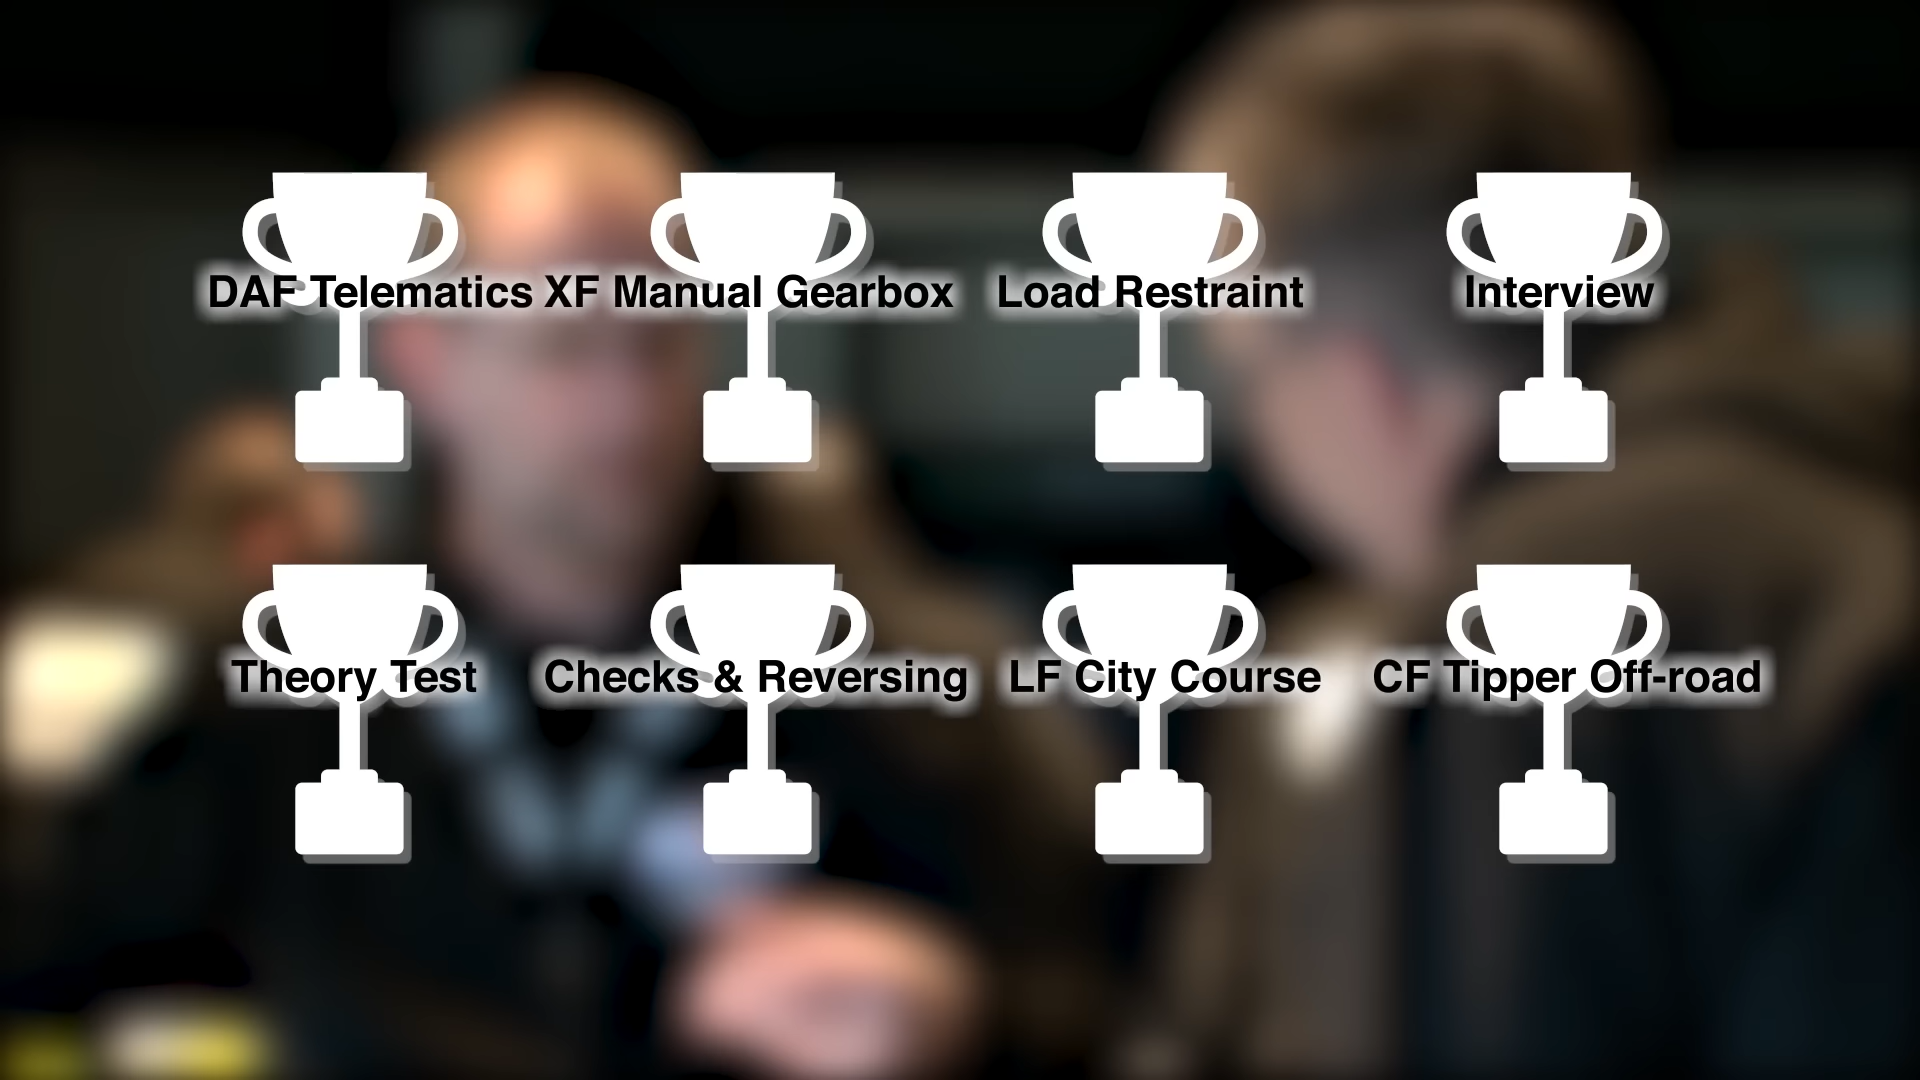 DAF Telematics
XF Manual Gearbox
Load Restraint
Interview
Theory Test
Checks & Reversing
LF City Course
CF Tipper Off-road